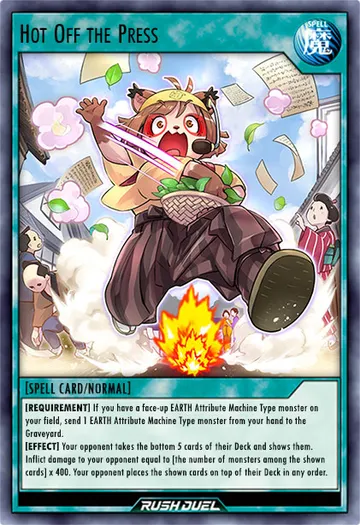 Hot Off the Press
SPELL
魔
[SPELL CARD/NORMAL]
[REQUIREMENT] If you have a face-up EARTH Attribute Machine Type monster on
your field, send 1 EARTH Attribute Machine Type monster from your hand to the
Graveyard.
[EFFECT] Your opponent takes the bottom 5 cards of their Deck and shows them.
Inflict damage to your opponent equal to [the number of monsters among the shown
cards] x 400. Your opponent places the shown cards on top of their Deck in any order.
RUSH DUEL